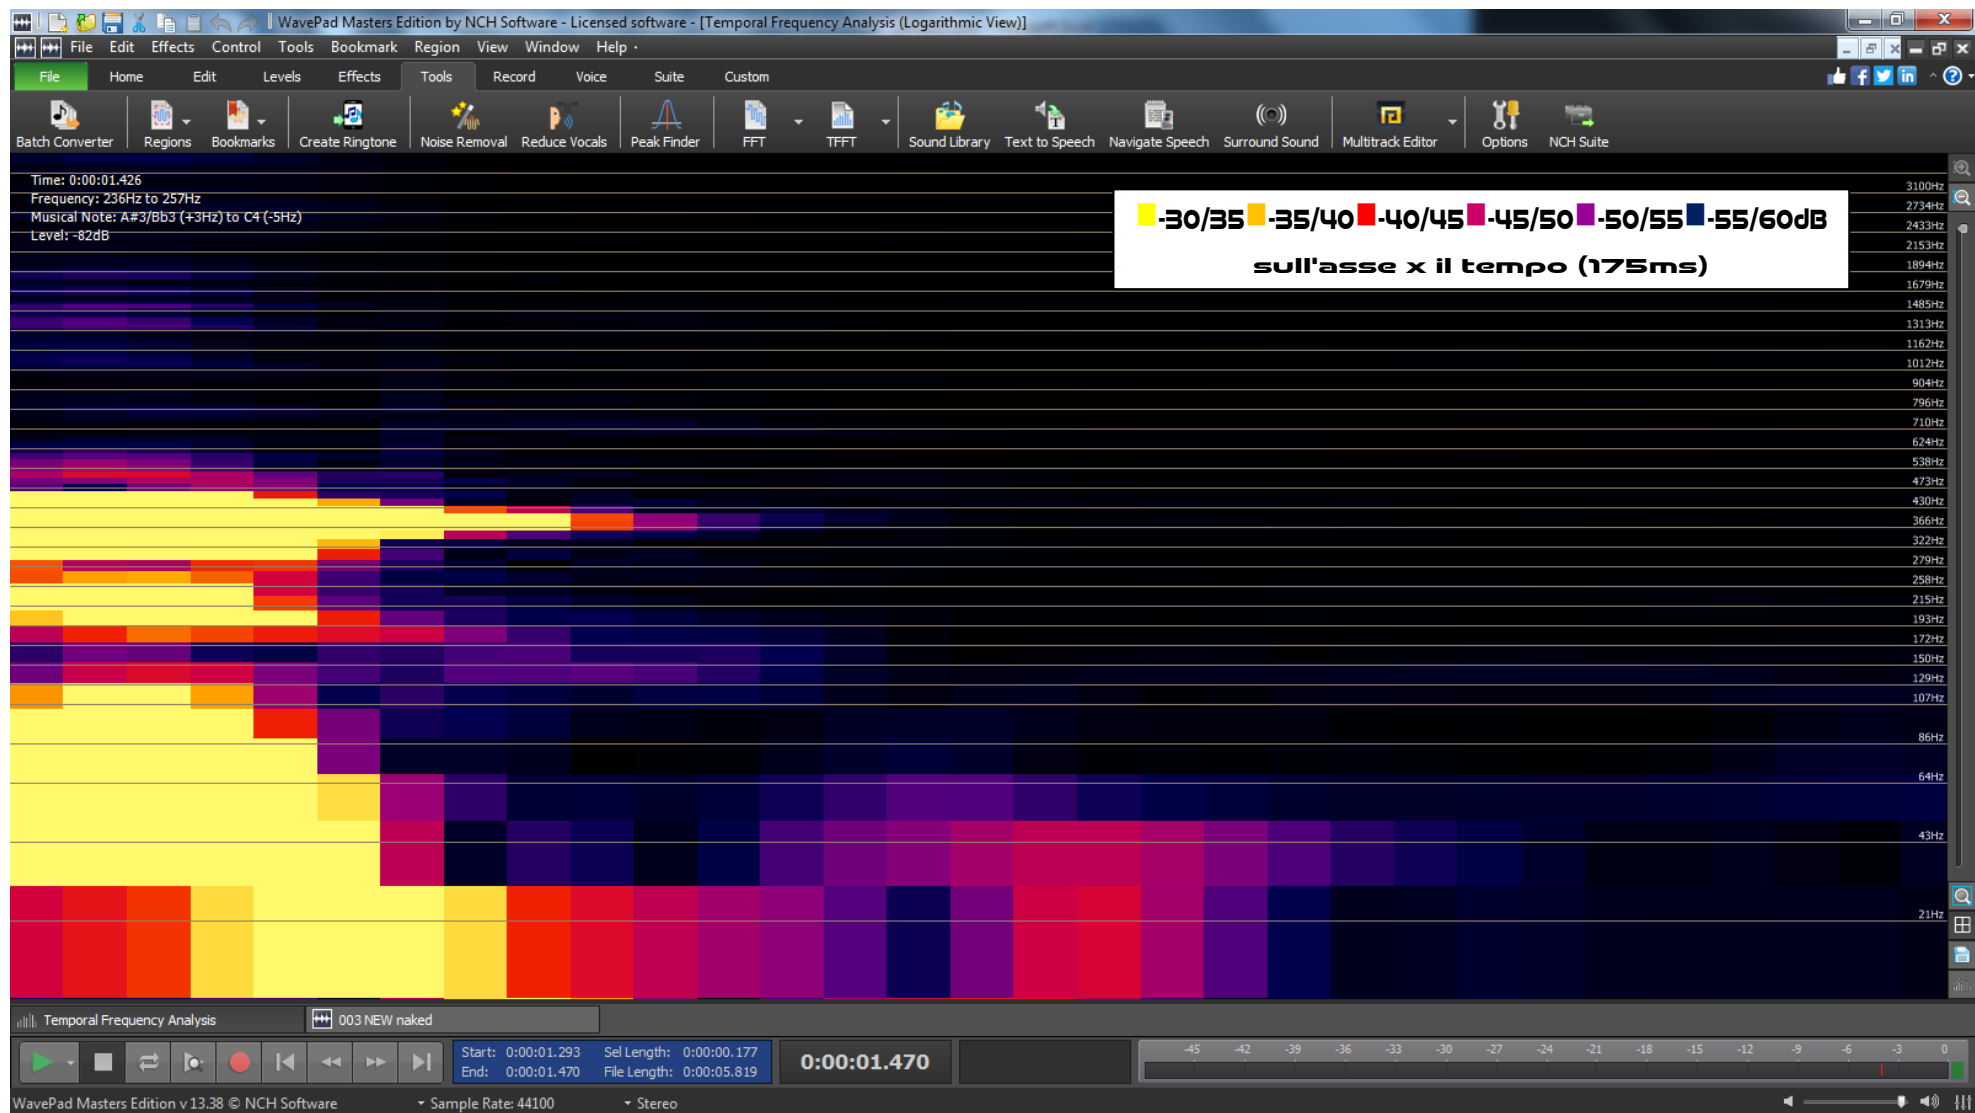 WavePad Masters Edition by NCH Software - Licensed software - [Temporal Frequency Analysis (Logarithmic View)]
File Edit Effects Control Tools Bookmark Region View Window Help
File Home Edit Levels Effects Tools Record Voice Suite Custom
Batch Converter Regions Bookmarks Create Ringtone Noise Removal Reduce Vocals Peak Finder FFT TFFT Sound Library Text to Speech Navigate Speech Surround Sound Multitrack Editor Options NCH Suite
Time: 0:00:01.426
Frequency: 236Hz to 257Hz
Musical Note: A#3/Bb3 (+3Hz) to C4 (-5Hz)
Level: -82dB
-30/35 -35/40 -40/45 -45/50 -50/55 -55/60dB
sull'asse x il tempo (175ms)
3100Hz
2734Hz
2433Hz
2153Hz
1894Hz
1679Hz
1485Hz
1313Hz
1162Hz
1012Hz
904Hz
796Hz
710Hz
624Hz
538Hz
473Hz
430Hz
366Hz
322Hz
279Hz
258Hz
215Hz
193Hz
172Hz
150Hz
129Hz
107Hz
86Hz
64Hz
43Hz
21Hz
Temporal Frequency Analysis 003 NEW naked
Start: 0:00:01.293 Sel Length: 0:00:00.177
End: 0:00:01.470 File Length: 0:00:05.819
0:00:01.470
-45 -42 -39 -36 -33 -30 -27 -24 -21 -18 -15 -12 -9 -6 -3 0
WavePad Masters Edition v 13.38 © NCH Software Sample Rate: 44100 Stereo